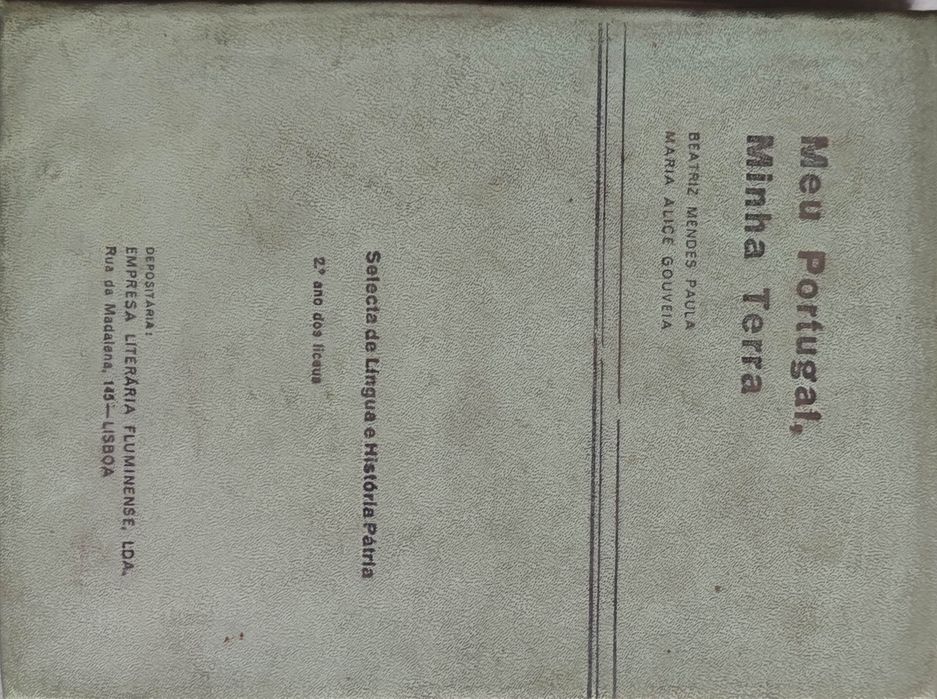 Meu Portugal,
Minha Terra
BEATRIZ MENDES PAULA
MARIA ALICE GOUVEIA
Selecta de Língua e História Pátria
2.º ano dos liceus
DEPOSITÁRIA:
EMPRESA LITERÁRIA FLUMINENSE, LDA.
Rua da Madalena, 145 — LISBOA